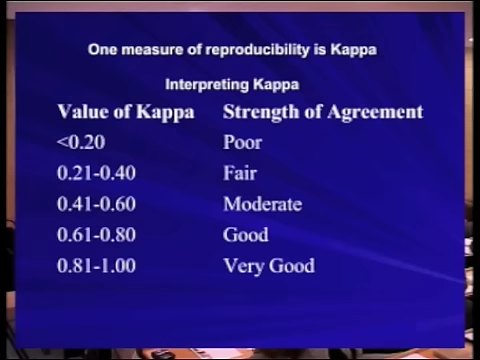 One measure of reproducibility is Kappa
Interpreting Kappa
Value of Kappa Strength of Agreement
<0.20 Poor
0.21-0.40 Fair
0.41-0.60 Moderate
0.61-0.80 Good
0.81-1.00 Very Good